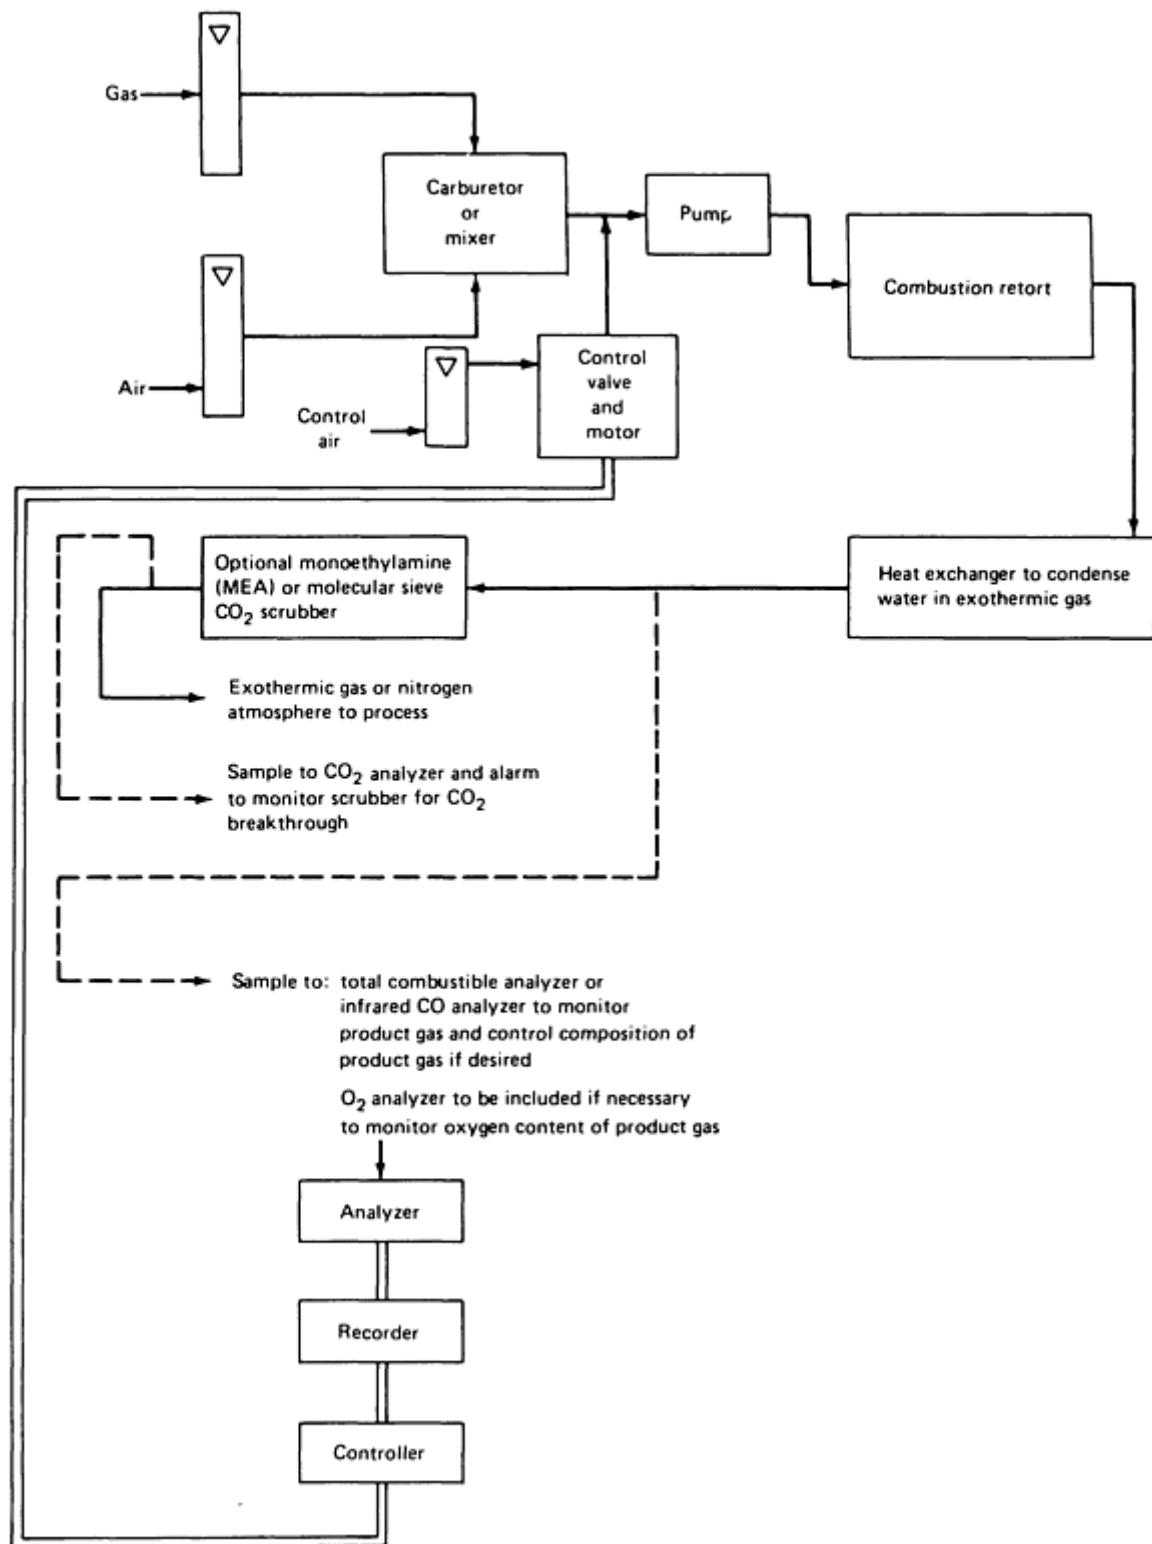 Gas
Carburetor
or
mixer
Pump
Combustion retort
Air
Control
air
Control
valve
and
motor
Optional monoethylamine
(MEA) or molecular sieve
CO₂ scrubber
Heat exchanger to condense
water in exothermic gas
Exothermic gas or nitrogen
atmosphere to process
Sample to CO₂ analyzer and alarm
to monitor scrubber for CO₂
breakthrough
Sample to: total combustible analyzer or
infrared CO analyzer to monitor
product gas and control composition of
product gas if desired
O₂ analyzer to be included if necessary
to monitor oxygen content of product gas
Analyzer
Recorder
Controller